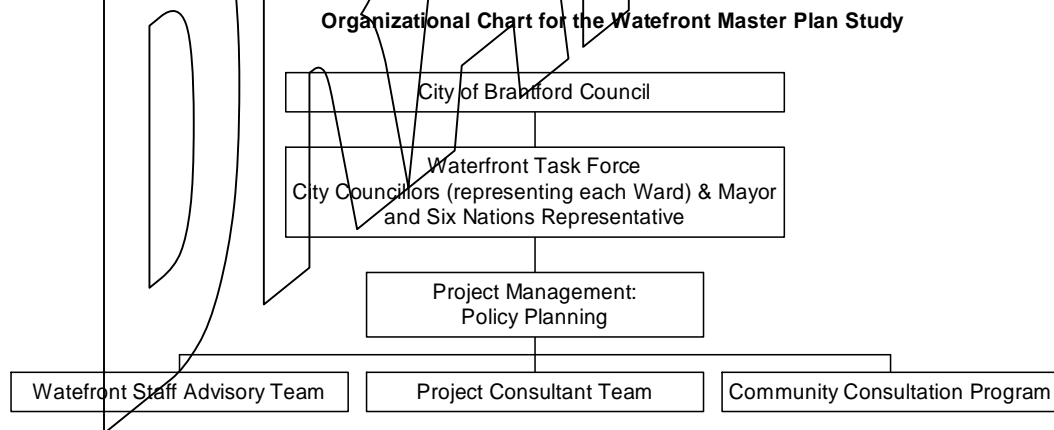 Organizational Chart for the Watefront Master Plan Study
City of Brantford Council
Waterfront Task Force
City Councillors (representing each Ward) & Mayor
and Six Nations Representative
Project Management:
Policy Planning
Watefront Staff Advisory Team
Project Consultant Team
Community Consultation Program